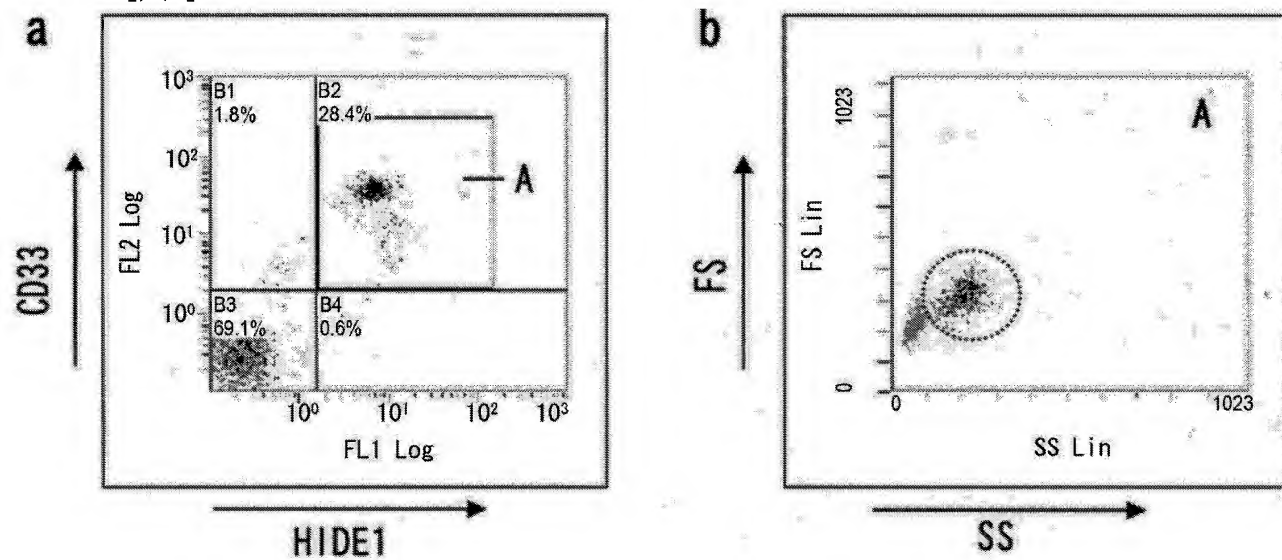 a
CD33
FL2 Log
10³
10²
10¹
10⁰
B1
1.8%
B2
28.4%
A
B3
69.1%
B4
0.6%
10⁰ 10¹ 10² 10³
FL1 Log
HIDE1
b
FS
FS Lin
1023
0
A
0 1023
SS Lin
SS